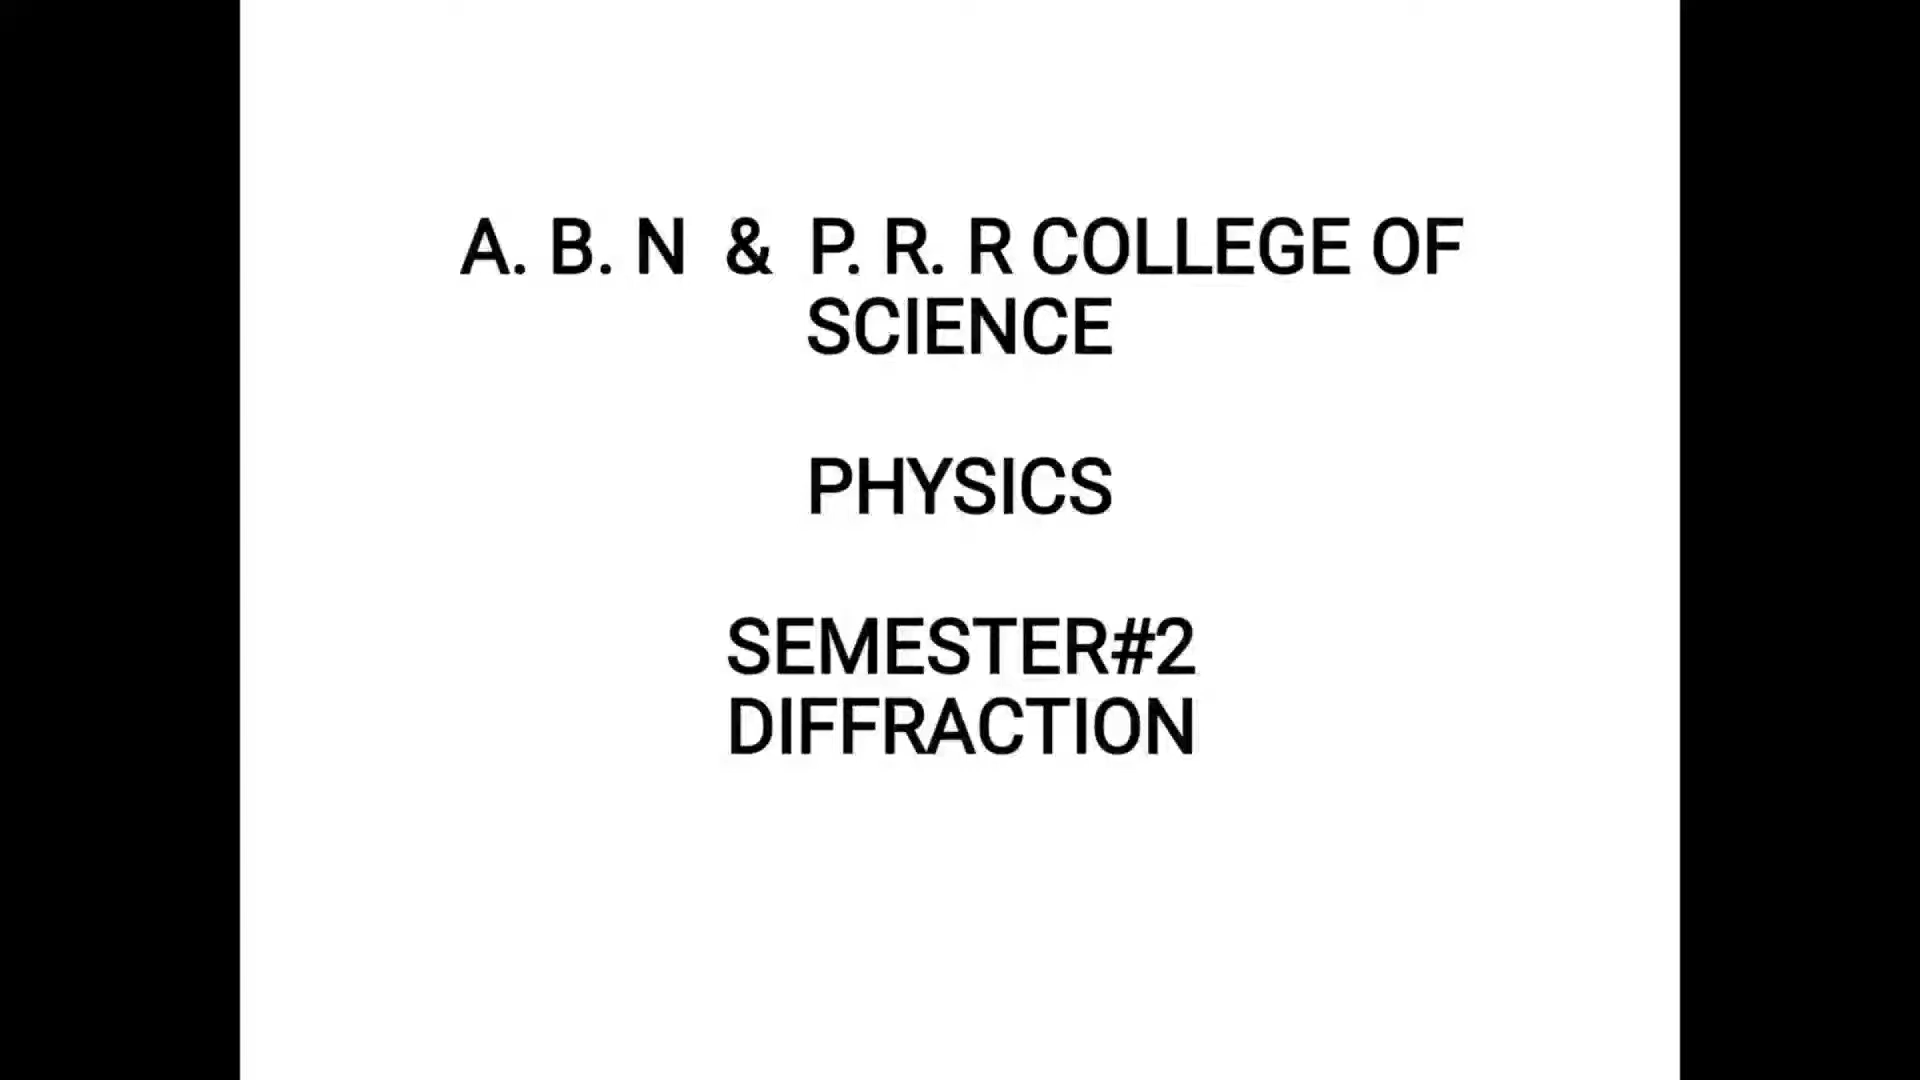 A. B. N & P. R. R COLLEGE OF
SCIENCE
PHYSICS
SEMESTER#2
DIFFRACTION